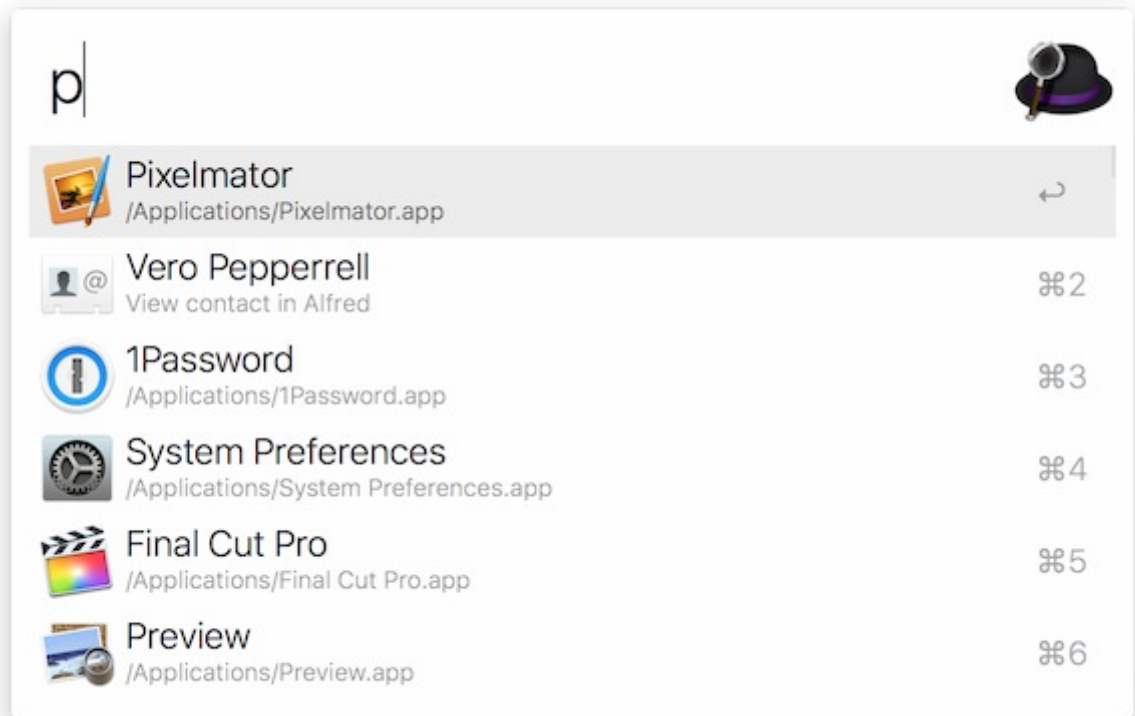 p
Pixelmator
/Applications/Pixelmator.app
↩
Vero Pepperrell
View contact in Alfred
⌘2
1Password
/Applications/1Password.app
⌘3
System Preferences
/Applications/System Preferences.app
⌘4
Final Cut Pro
/Applications/Final Cut Pro.app
⌘5
Preview
/Applications/Preview.app
⌘6